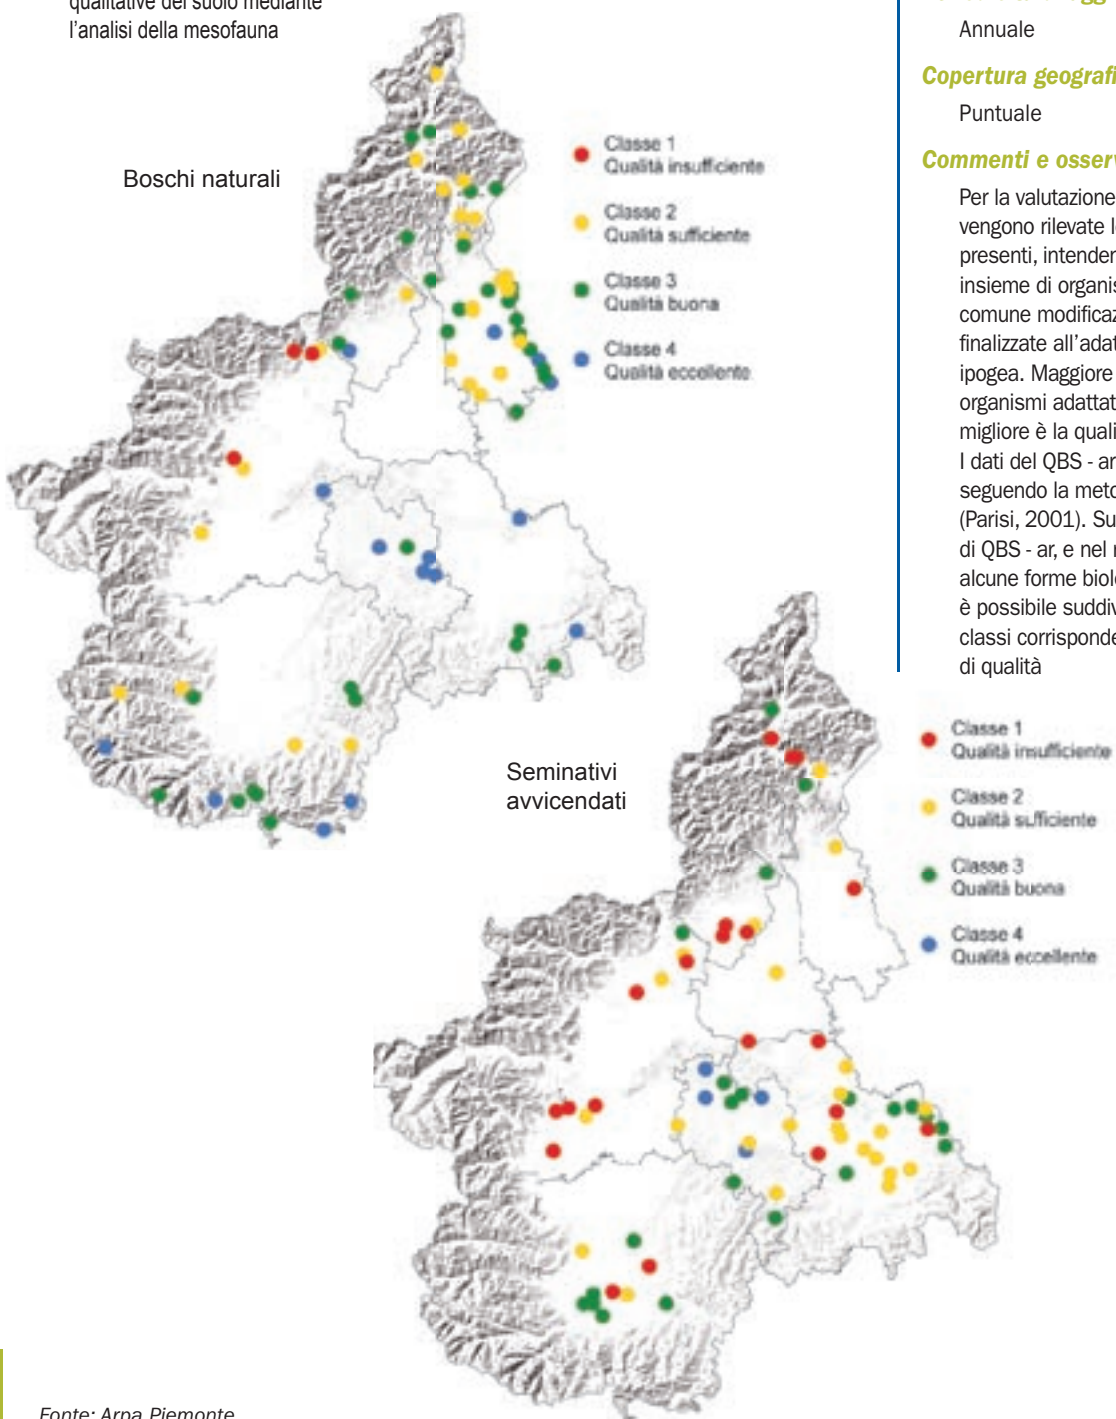 qualitative del suolo mediante
l'analisi della mesofauna
Boschi naturali
Classe 1
Qualità insufficiente
Classe 2
Qualità sufficiente
Classe 3
Qualità buona
Classe 4
Qualità eccellente
Annuale
Copertura geografi
Puntuale
Commenti e osser
Per la valutazione
vengono rilevate l
presenti, intender
insieme di organis
comune modificaz
finalizzate all'adat
ipogea. Maggiore
organismi adattat
migliore è la quali
I dati del QBS - ar
seguendo la meto
(Parisi, 2001). Su
di QBS - ar, e nel
alcune forme biol
è possibile suddiv
classi corrisponde
di qualità
Seminativi
avvicendati
Classe 1
Qualità insufficiente
Classe 2
Qualità sufficiente
Classe 3
Qualità buona
Classe 4
Qualità eccellente
Fonte: Arpa Piemonte